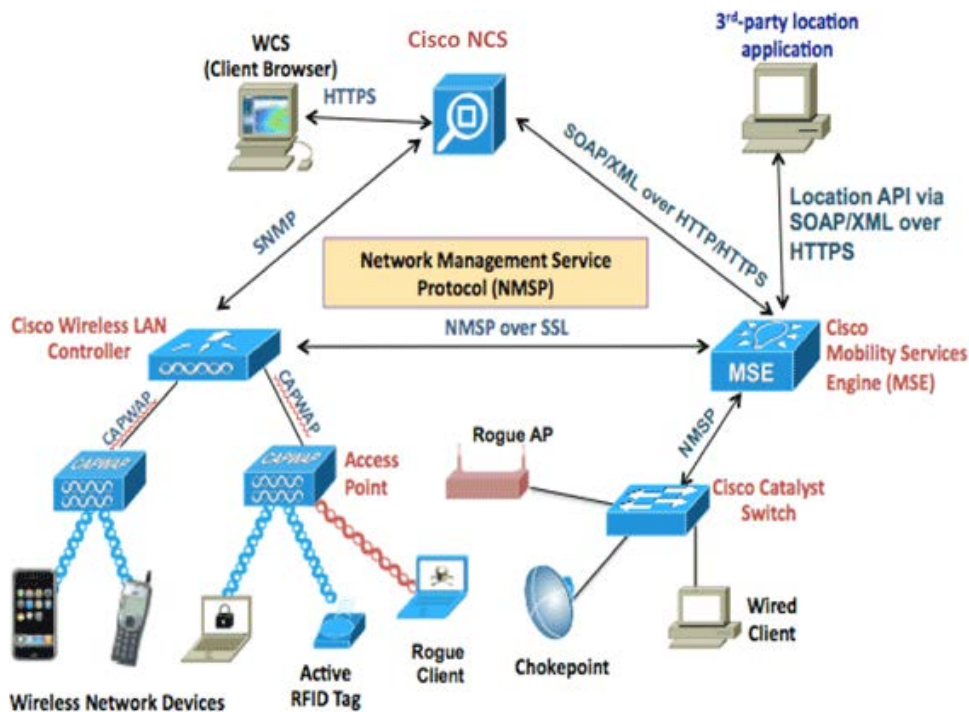 WCS
(Client Browser)
Cisco NCS
3rd-party location
application
HTTPS
SNMP
SOAP/XML over HTTP/HTTPS
Location API via
SOAP/XML over
HTTPS
Network Management Service
Protocol (NMSP)
Cisco Wireless LAN
Controller
NMSP over SSL
MSE
Cisco
Mobility Services
Engine (MSE)
CAPWAP
CAPWAP
NMSP
CAPWAP
CAPWAP
Access
Point
Rogue AP
Cisco Catalyst
Switch
Wired
Client
Chokepoint
Rogue
Client
Active
RFID Tag
Wireless Network Devices